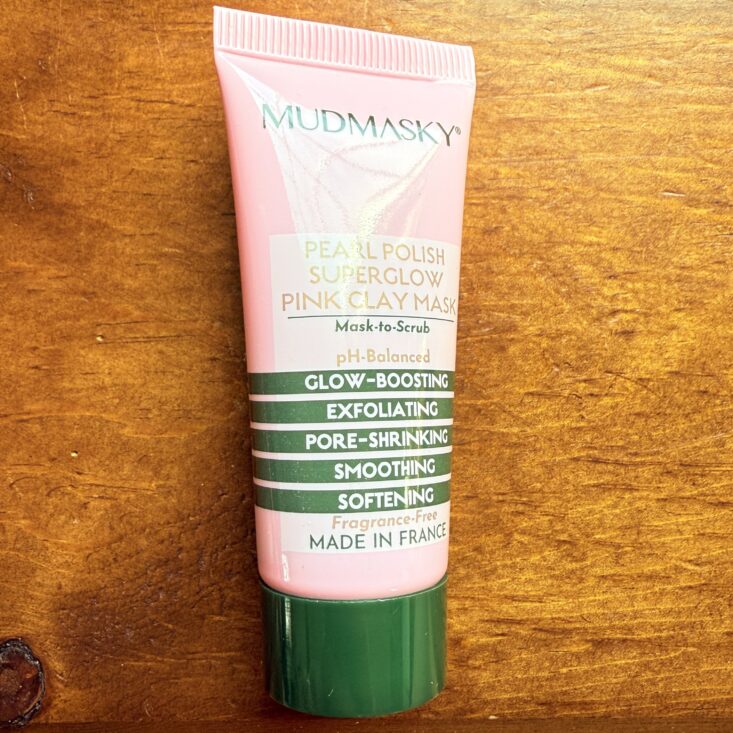 MUDMASKY®
PEARL POLISH
SUPERGLOW
PINK CLAY MASK
Mask-to-Scrub
pH-Balanced
GLOW-BOOSTING
EXFOLIATING
PORE-SHRINKING
SMOOTHING
SOFTENING
Fragrance-Free
MADE IN FRANCE